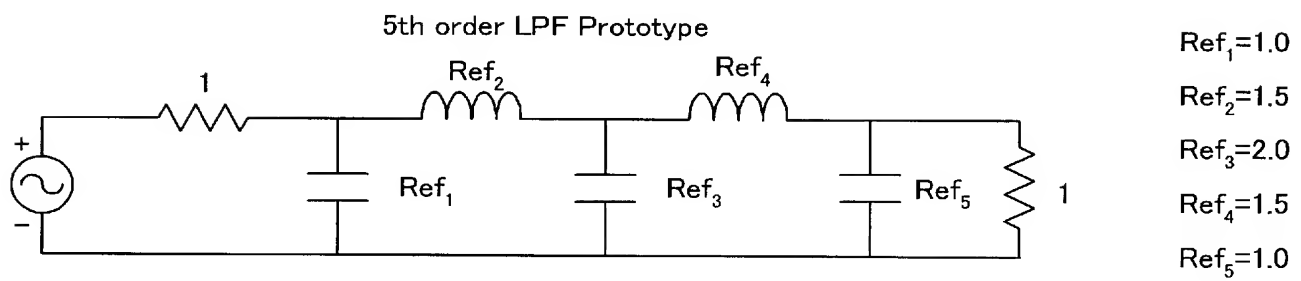 5th order LPF Prototype
1
Ref₂
Ref₄
+
−
Ref₁
Ref₃
Ref₅
1
Ref₁=1.0
Ref₂=1.5
Ref₃=2.0
Ref₄=1.5
Ref₅=1.0